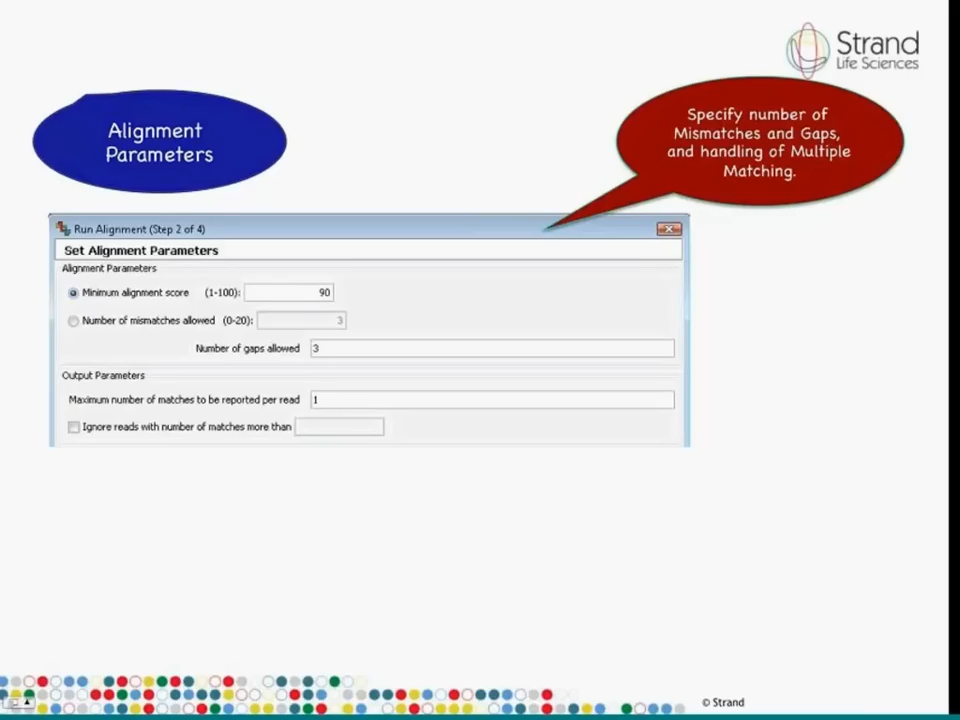 Strand
Life Sciences
Alignment
Parameters
Specify number of
Mismatches and Gaps,
and handling of Multiple
Matching.
Run Alignment (Step 2 of 4)
Set Alignment Parameters
Alignment Parameters
Minimum alignment score (1-100): 90
Number of mismatches allowed (0-20): 3
Number of gaps allowed 3
Output Parameters
Maximum number of matches to be reported per read 1
Ignore reads with number of matches more than
© Strand